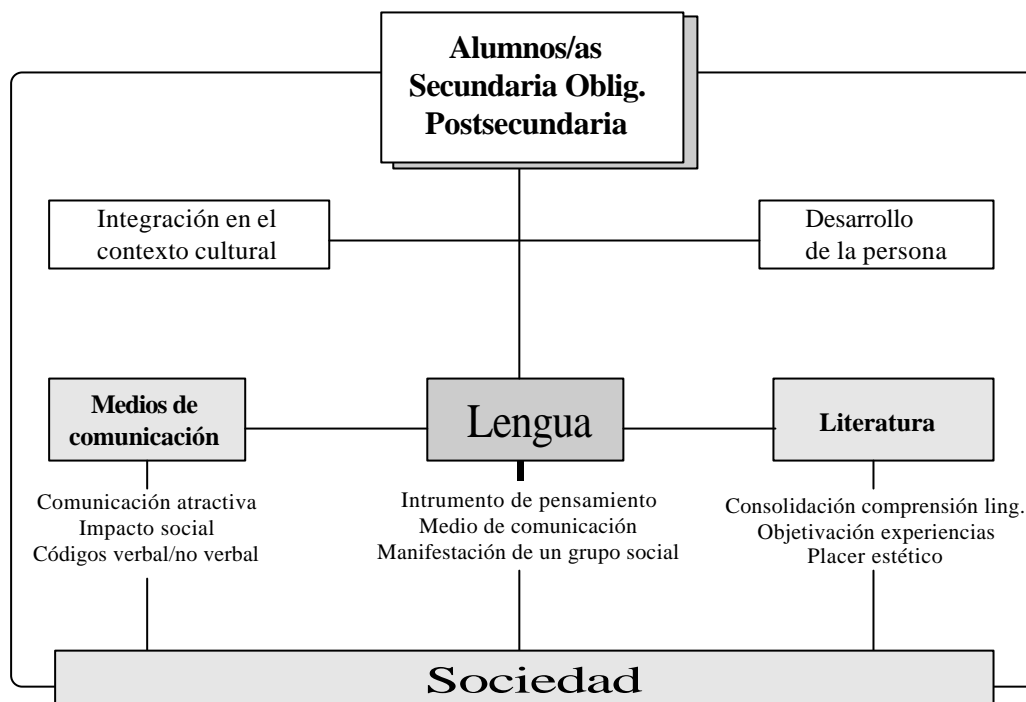 Alumnos/as
Secundaria Oblig.
Postsecundaria
Integración en el
contexto cultural
Desarrollo
de la persona
Medios de
comunicación
Lengua
Literatura
Comunicación atractiva
Impacto social
Códigos verbal/no verbal
Intrumento de pensamiento
Medio de comunicación
Manifestación de un grupo social
Consolidación comprensión ling.
Objetivación experiencias
Placer estético
Sociedad